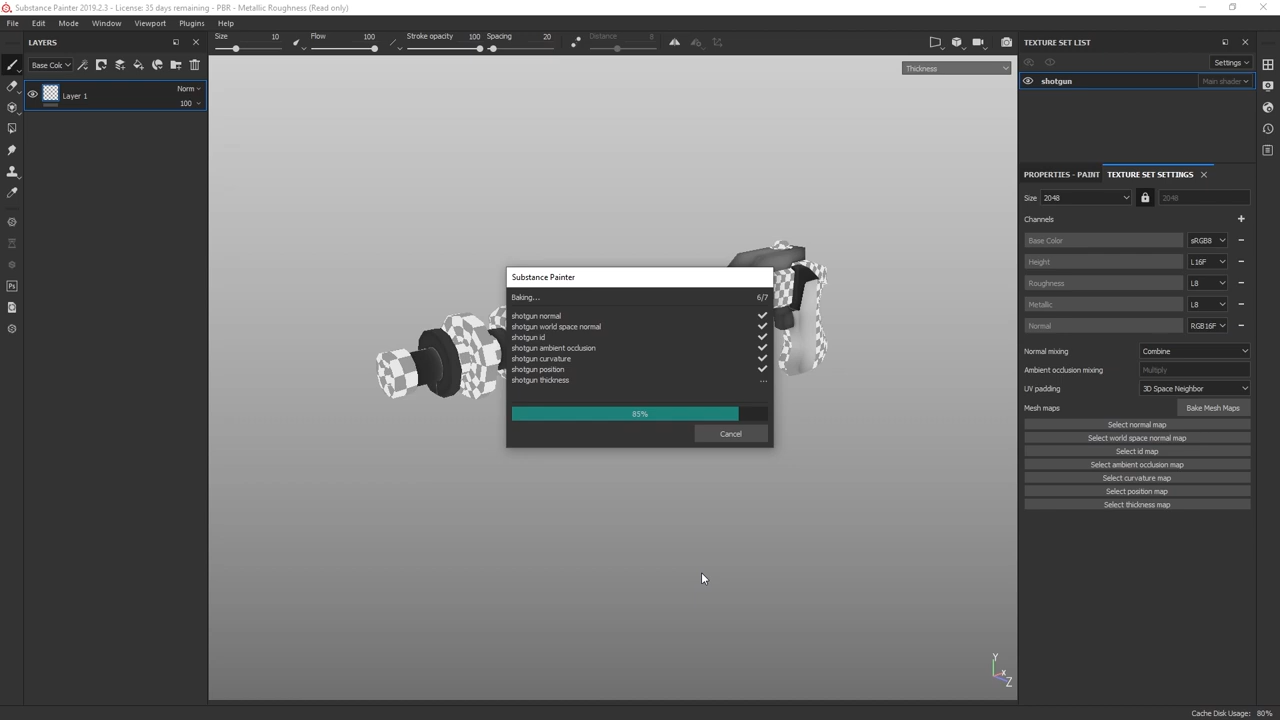 Substance Painter 2019.2.3 - License: 35 days remaining - PBR - Metallic Roughness (Read only)
File Edit Mode Window Viewport Plugins Help
LAYERS
Size 10 Flow 100 Stroke opacity 100 Spacing 20 Distance 8
TEXTURE SET LIST
Base Col
Settings
Thickness
Layer 1
Norm
100
shotgun
Main shader
PROPERTIES - PAINT TEXTURE SET SETTINGS
Size 2048 2048
Channels
Base Color sRGB8
Height L16F
Roughness L8
Metallic L8
Normal RGB16F
Normal mixing Combine
Ambient occlusion mixing Multiply
UV padding 3D Space Neighbor
Mesh maps Bake Mesh Maps
Select normal map
Select world space normal map
Select id map
Select ambient occlusion map
Select curvature map
Select position map
Select thickness map
Substance Painter
Baking... 6/7
shotgun normal
shotgun world space normal
shotgun id
shotgun ambient occlusion
shotgun curvature
shotgun position
shotgun thickness ...
85%
Cancel
Ps
Y
X
Z
Cache Disk Usage: 80%